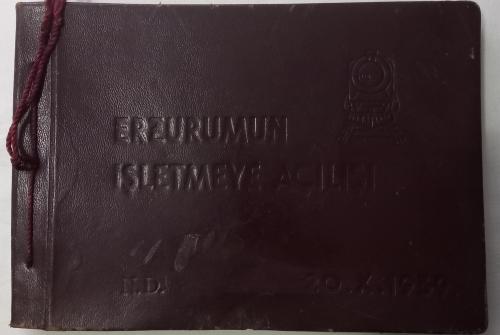 ERZURUMUN
İŞLETMEYE AÇILIŞI
N.D. 20.X.1939